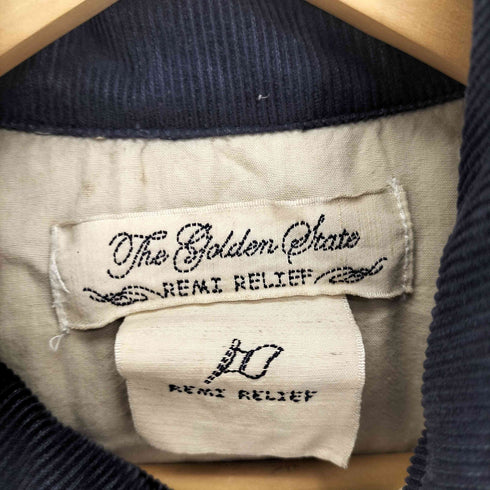 The Golden State
REMI RELIEF
REMI RELIEF